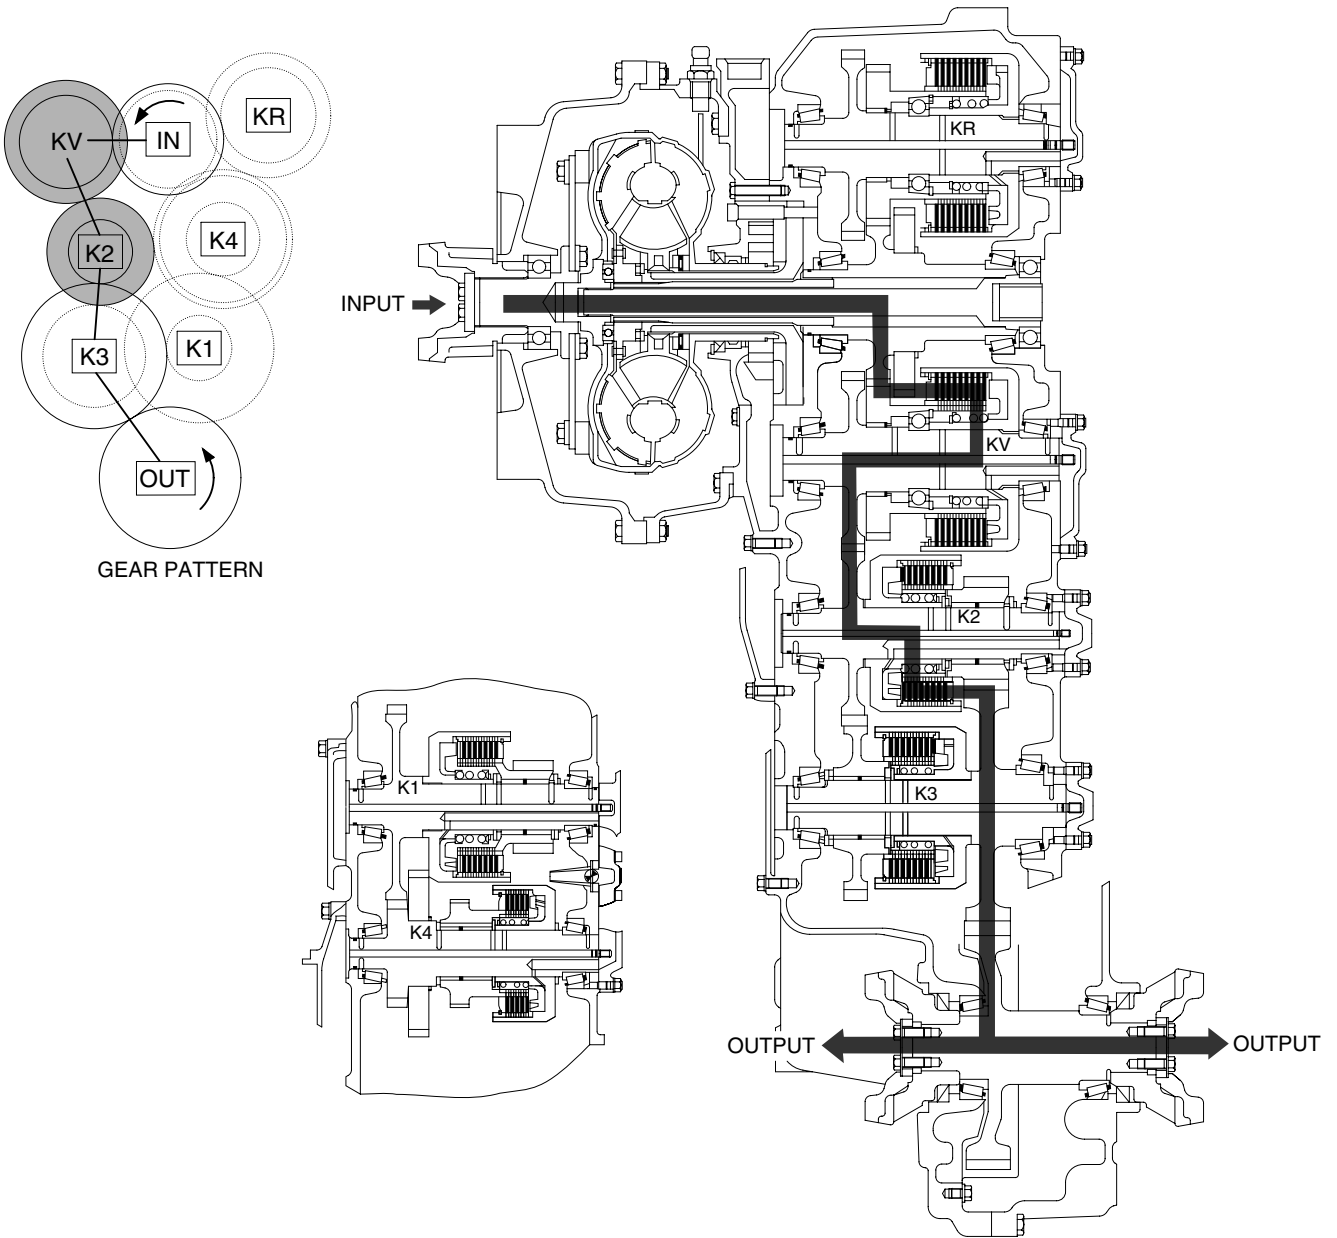 KR
KV
IN
K2
K4
K3
K1
OUT
GEAR PATTERN
INPUT
KR
KV
K2
K3
K1
K4
OUTPUT
OUTPUT